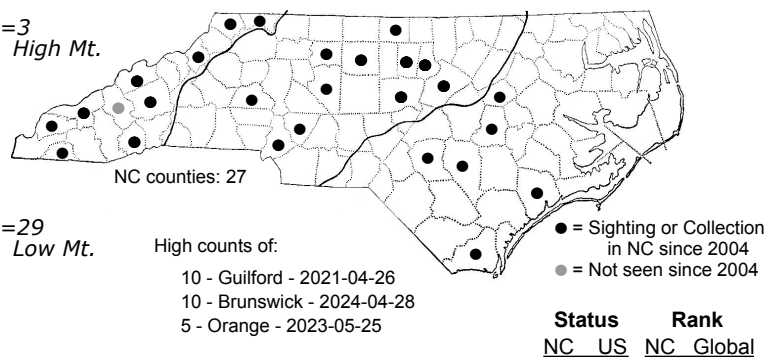 =3
High Mt.
NC counties: 27
=29
Low Mt.
High counts of:
10 - Guilford - 2021-04-26
10 - Brunswick - 2024-04-28
5 - Orange - 2023-05-25
● = Sighting or Collection
in NC since 2004
● = Not seen since 2004
Status Rank
NC US NC Global